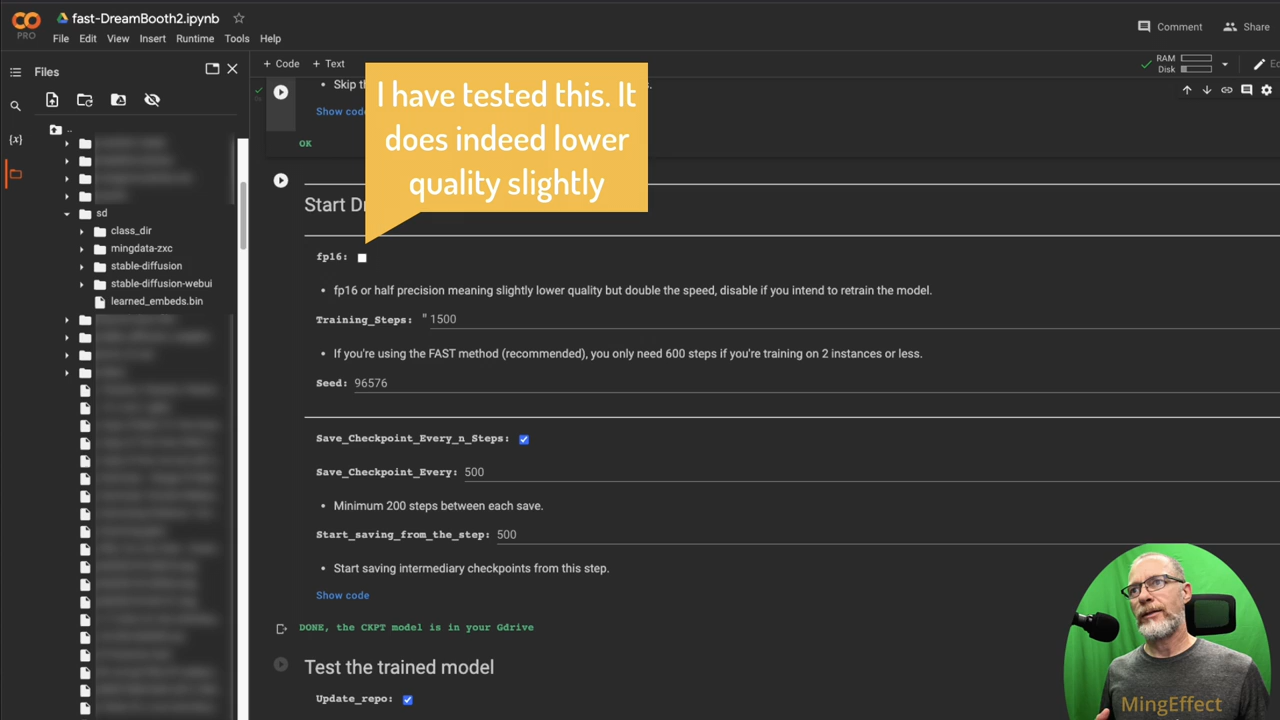 fast-DreamBooth2.ipynb
PRO
File Edit View Insert Runtime Tools Help
Comment
Share
Files
+ Code + Text
RAM
Disk
I have tested this. It
does indeed lower
quality slightly
Show code
OK
{x}
..
sd
class_dir
mingdata-zxc
stable-diffusion
stable-diffusion-webui
learned_embeds.bin
fp16:
• fp16 or half precision meaning slightly lower quality but double the speed, disable if you intend to retrain the model.
Training_Steps: " 1500
• If you're using the FAST method (recommended), you only need 600 steps if you're training on 2 instances or less.
Seed: 96576
Save_Checkpoint_Every_n_Steps:
Save_Checkpoint_Every: 500
• Minimum 200 steps between each save.
Start_saving_from_the_step: 500
• Start saving intermediary checkpoints from this step.
Show code
DONE, the CKPT model is in your Gdrive
Test the trained model
Update_repo:
MingEffect